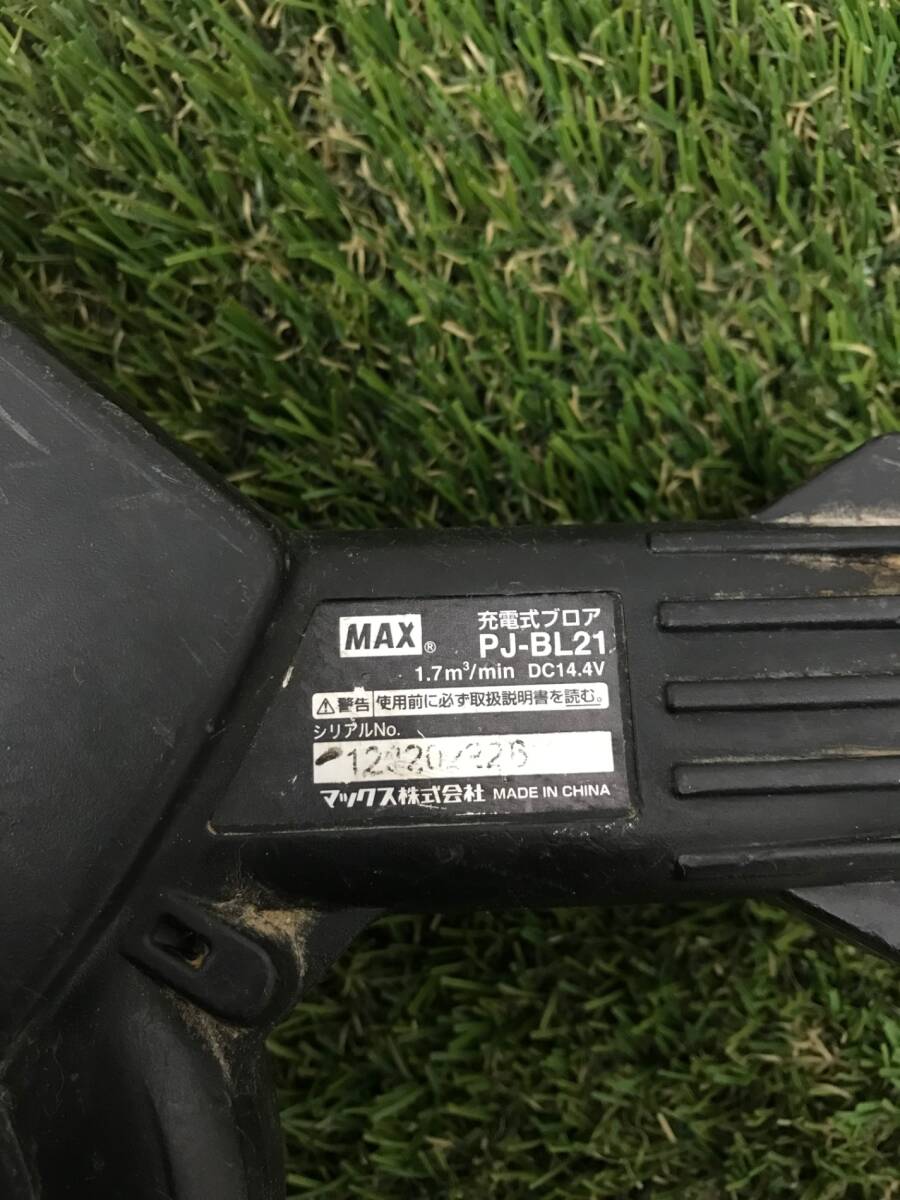 MAX®
充電式ブロア
PJ-BL21
1.7m³/min DC14.4V
⚠警告 使用前に必ず取扱説明書を読む。
シリアルNo.
マックス株式会社 MADE IN CHINA